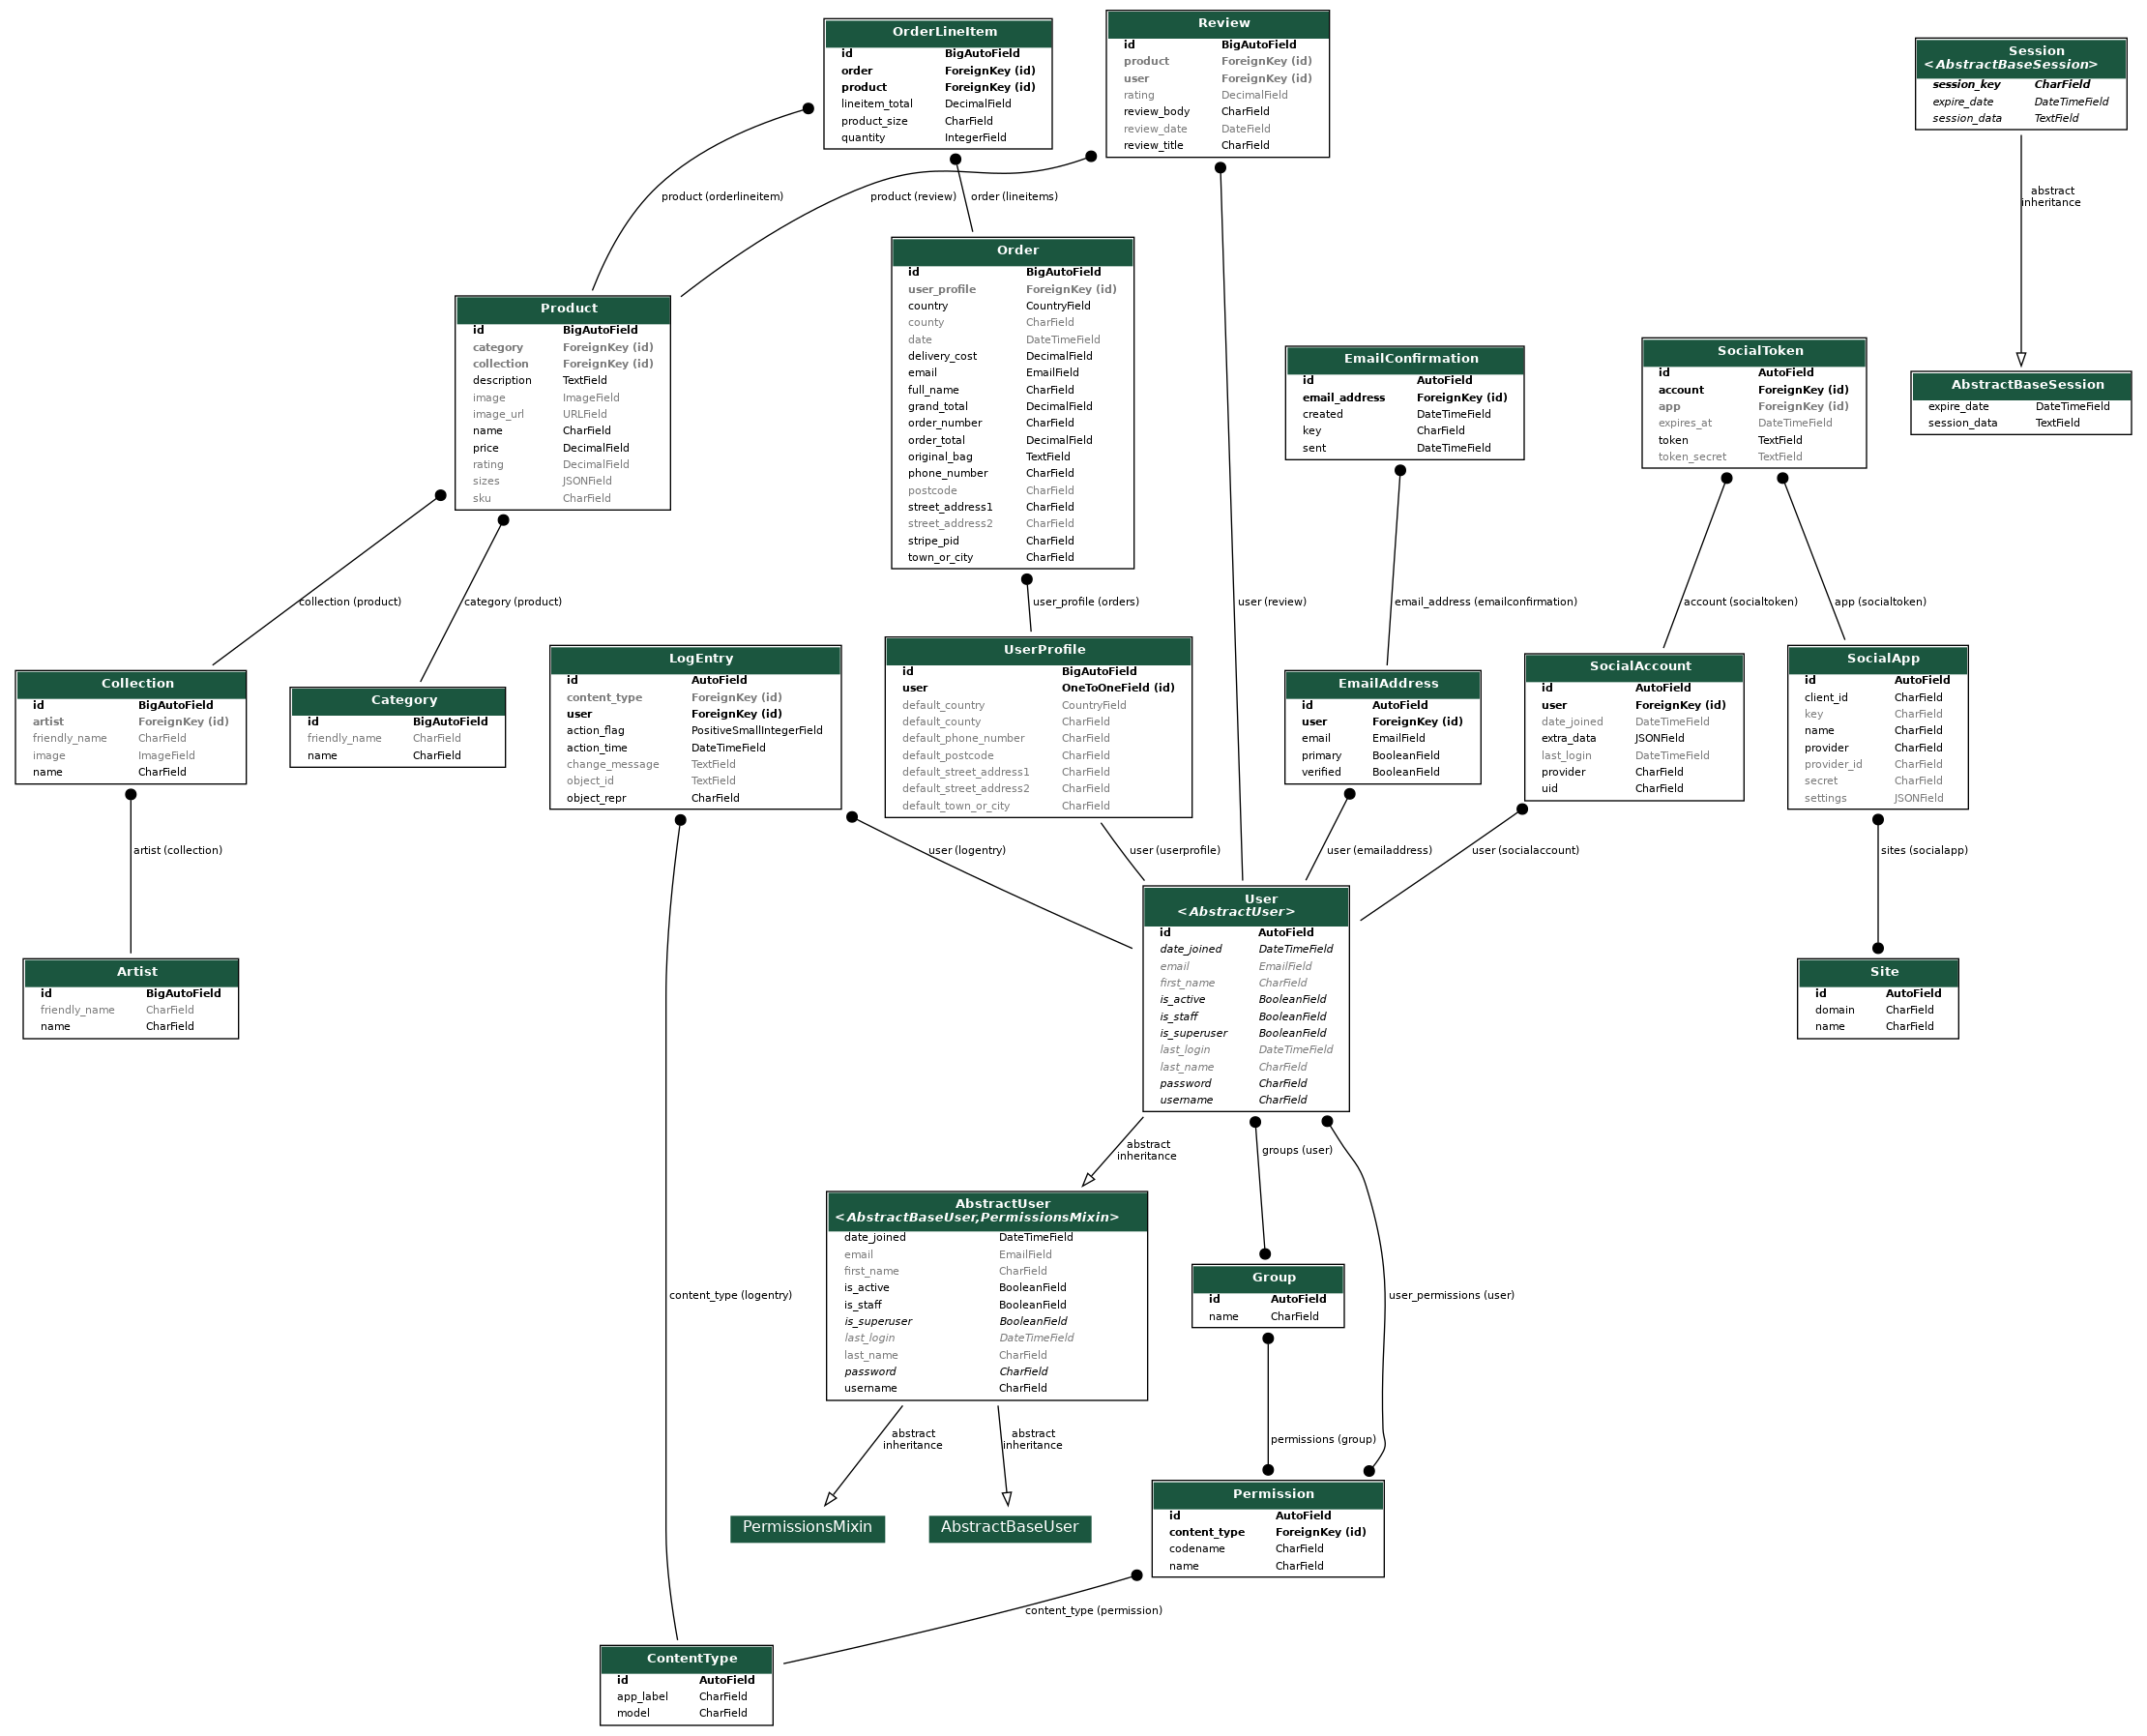 OrderLineItem
id BigAutoField
order ForeignKey (id)
product ForeignKey (id)
lineitem_total DecimalField
product_size CharField
quantity IntegerField
Review
id BigAutoField
product ForeignKey (id)
user ForeignKey (id)
rating DecimalField
review_body CharField
review_date DateField
review_title CharField
Session
<AbstractBaseSession>
session_key CharField
expire_date DateTimeField
session_data TextField
product (orderlineitem)
product (review)
order (lineitems)
abstract
inheritance
Order
id BigAutoField
user_profile ForeignKey (id)
country CountryField
county CharField
date DateTimeField
delivery_cost DecimalField
email EmailField
full_name CharField
grand_total DecimalField
order_number CharField
order_total DecimalField
original_bag TextField
phone_number CharField
postcode CharField
street_address1 CharField
street_address2 CharField
stripe_pid CharField
town_or_city CharField
Product
id BigAutoField
category ForeignKey (id)
collection ForeignKey (id)
description TextField
image ImageField
image_url URLField
name CharField
price DecimalField
rating DecimalField
sizes JSONField
sku CharField
EmailConfirmation
id AutoField
email_address ForeignKey (id)
created DateTimeField
key CharField
sent DateTimeField
SocialToken
id AutoField
account ForeignKey (id)
app ForeignKey (id)
expires_at DateTimeField
token TextField
token_secret TextField
AbstractBaseSession
expire_date DateTimeField
session_data TextField
collection (product)
category (product)
user_profile (orders)
user (review)
email_address (emailconfirmation)
account (socialtoken)
app (socialtoken)
Collection
id BigAutoField
artist ForeignKey (id)
friendly_name CharField
image ImageField
name CharField
Category
id BigAutoField
friendly_name CharField
name CharField
LogEntry
id AutoField
content_type ForeignKey (id)
user ForeignKey (id)
action_flag PositiveSmallIntegerField
action_time DateTimeField
change_message TextField
object_id TextField
object_repr CharField
UserProfile
id BigAutoField
user OneToOneField (id)
default_country CountryField
default_county CharField
default_phone_number CharField
default_postcode CharField
default_street_address1 CharField
default_street_address2 CharField
default_town_or_city CharField
EmailAddress
id AutoField
user ForeignKey (id)
email EmailField
primary BooleanField
verified BooleanField
SocialAccount
id AutoField
user ForeignKey (id)
date_joined DateTimeField
extra_data JSONField
last_login DateTimeField
provider CharField
uid CharField
SocialApp
id AutoField
client_id CharField
key CharField
name CharField
provider CharField
provider_id CharField
secret CharField
settings JSONField
artist (collection)
user (logentry)
user (userprofile)
user (emailaddress)
user (socialaccount)
sites (socialapp)
Artist
id BigAutoField
friendly_name CharField
name CharField
User
<AbstractUser>
id AutoField
date_joined DateTimeField
email EmailField
first_name CharField
is_active BooleanField
is_staff BooleanField
is_superuser BooleanField
last_login DateTimeField
last_name CharField
password CharField
username CharField
Site
id AutoField
domain CharField
name CharField
abstract
inheritance
groups (user)
AbstractUser
<AbstractBaseUser,PermissionsMixin>
date_joined DateTimeField
email EmailField
first_name CharField
is_active BooleanField
is_staff BooleanField
is_superuser BooleanField
last_login DateTimeField
last_name CharField
password CharField
username CharField
Group
id AutoField
name CharField
content_type (logentry)
user_permissions (user)
abstract
inheritance
abstract
inheritance
permissions (group)
PermissionsMixin
AbstractBaseUser
Permission
id AutoField
content_type ForeignKey (id)
codename CharField
name CharField
content_type (permission)
ContentType
id AutoField
app_label CharField
model CharField